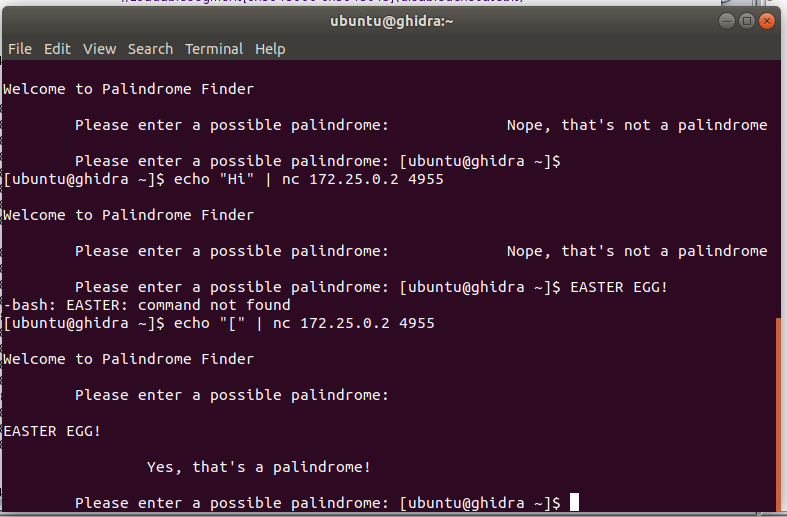 ubuntu@ghidra:~
File Edit View Search Terminal Help
Welcome to Palindrome Finder
Please enter a possible palindrome: Nope, that's not a palindrome
Please enter a possible palindrome: [ubuntu@ghidra ~]$
[ubuntu@ghidra ~]$ echo "Hi" | nc 172.25.0.2 4955
Welcome to Palindrome Finder
Please enter a possible palindrome: Nope, that's not a palindrome
Please enter a possible palindrome: [ubuntu@ghidra ~]$ EASTER EGG!
-bash: EASTER: command not found
[ubuntu@ghidra ~]$ echo "[" | nc 172.25.0.2 4955
Welcome to Palindrome Finder
Please enter a possible palindrome:
EASTER EGG!
Yes, that's a palindrome!
Please enter a possible palindrome: [ubuntu@ghidra ~]$